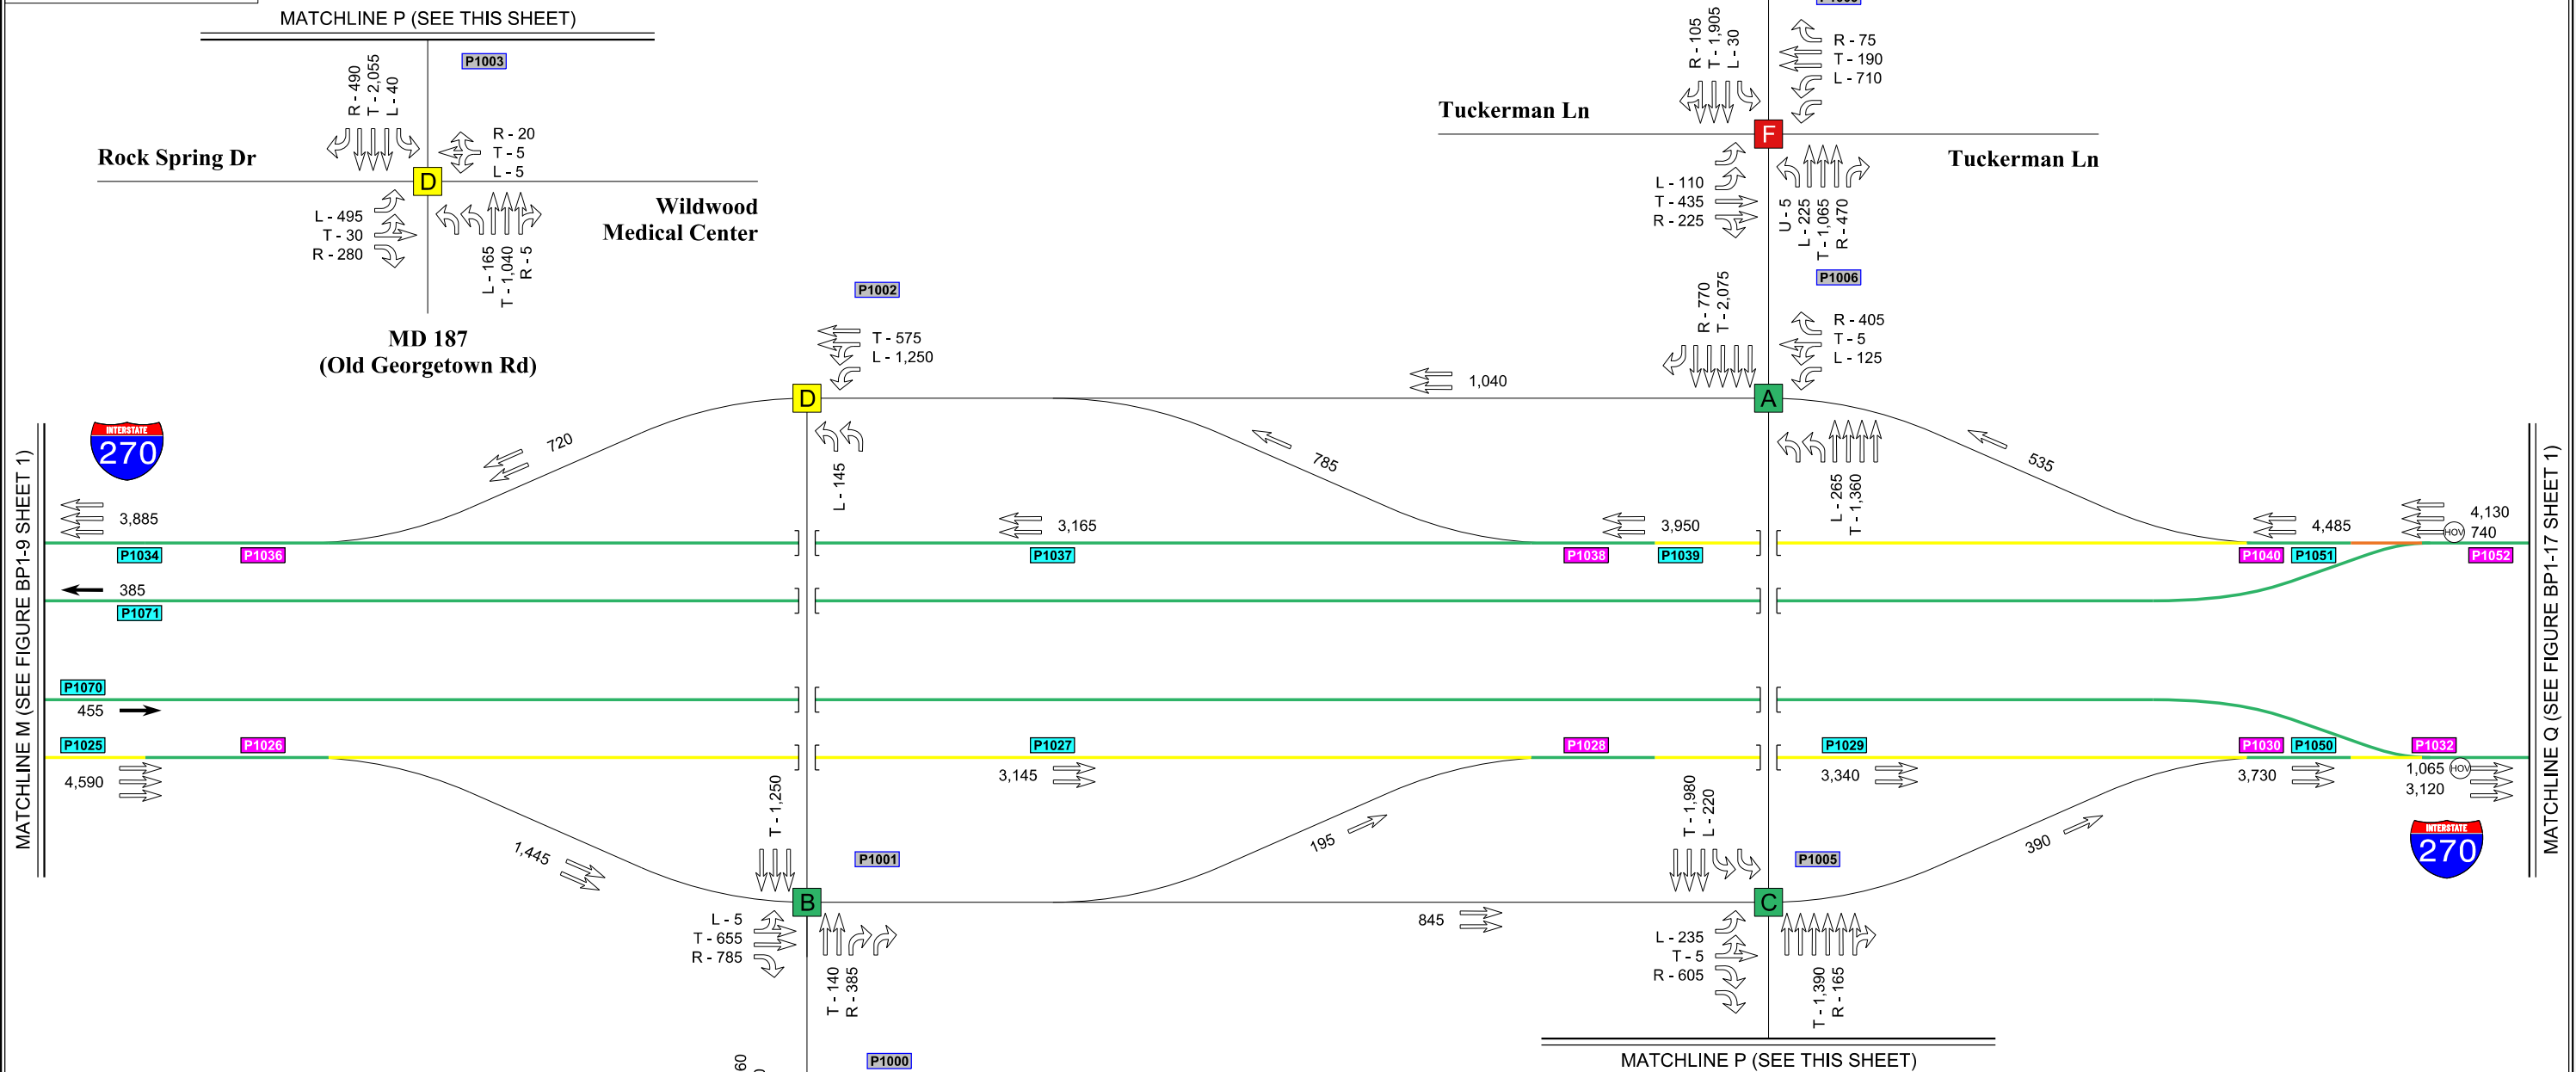 MATCHLINE P (SEE THIS SHEET)
P1003
R - 490
T - 2,055
L - 40
R - 20
T - 5
L - 5
Rock Spring Dr
D
L - 495
T - 30
R - 280
L - 165
T - 1,040
R - 5
Wildwood
Medical Center
MD 187
(Old Georgetown Rd)
R - 105
T - 1,905
L - 30
R - 75
T - 190
L - 710
Tuckerman Ln
F
Tuckerman Ln
L - 110
T - 435
R - 225
U - 5
L - 225
T - 1,065
R - 470
P1002
T - 575
L - 1,250
D
L - 145
720
1,040
785
P1006
R - 770
T - 2,075
R - 405
T - 5
L - 125
A
L - 265
T - 1,360
535
MATCHLINE M (SEE FIGURE BP1-9 SHEET 1)
INTERSTATE
270
3,885
P1034
P1036
3,165
P1037
P1038
3,950
P1039
P1040
4,485
P1051
4,130
HOV
740
P1052
385
P1071
P1070
455
P1025
4,590
P1026
P1027
3,145
P1028
P1029
3,340
P1030
P1050
3,730
P1032
1,065
HOV
3,120
INTERSTATE
270
MATCHLINE Q (SEE FIGURE BP1-17 SHEET 1)
1,445
T - 1,250
P1001
B
L - 5
T - 655
R - 785
T - 140
R - 385
195
845
T - 1,980
L - 220
P1005
C
L - 235
T - 5
R - 605
T - 1,390
R - 165
390
P1000
MATCHLINE P (SEE THIS SHEET)